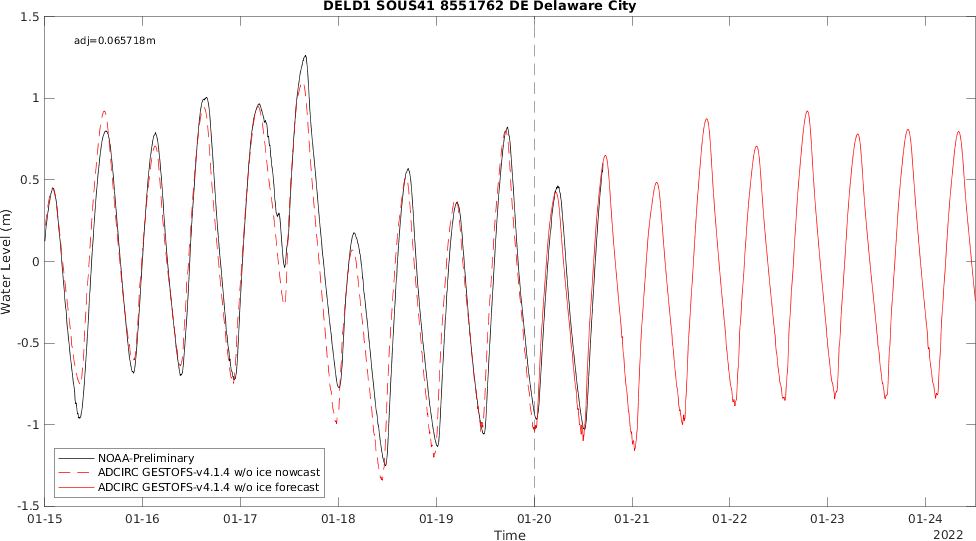 DELD1 SOUS41 8551762 DE Delaware City
adj=0.065718m
1.5
1
0.5
0
-0.5
-1
-1.5
Water Level (m)
NOAA-Preliminary
ADCIRC GESTOFS-v4.1.4 w/o ice nowcast
ADCIRC GESTOFS-v4.1.4 w/o ice forecast
01-15 01-16 01-17 01-18 01-19 01-20 01-21 01-22 01-23 01-24
Time
2022